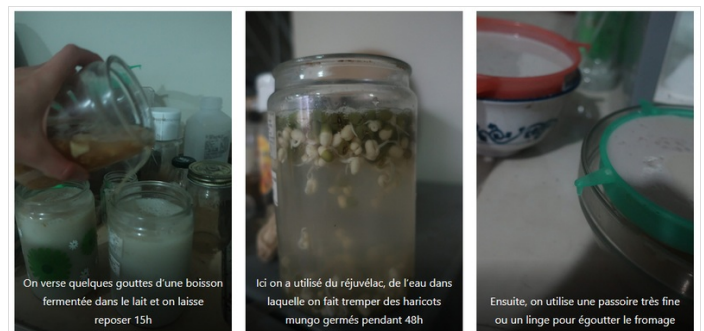 On verse quelques gouttes d'une boisson
fermentée dans le lait et on laisse
reposer 15h
Ici on a utilisé du réjuvélac, de l'eau dans
laquelle on fait tremper des haricots
mungo germés pendant 48h
Ensuite, on utilise une passoire très fine
ou un linge pour égoutter le fromage